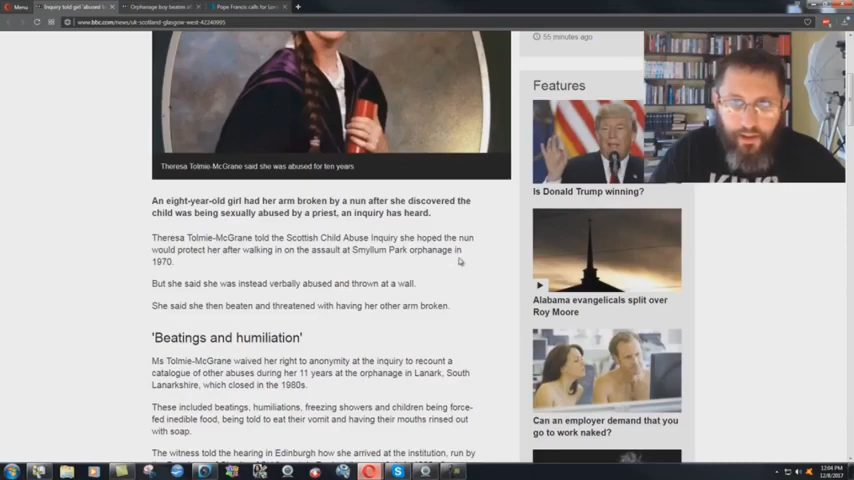 Menu
Inquiry told girl 'abused b
Orphanage boy beaten a
Pope Francis calls for
www.bbc.com/news/uk-scotland-glasgow-west-42240995
55 minutes ago
Features
Theresa Tolmie-McGrane said she was abused for ten years
Is Donald Trump winning?
An eight-year-old girl had her arm broken by a nun after she discovered the
child was being sexually abused by a priest, an inquiry has heard.
Theresa Tolmie-McGrane told the Scottish Child Abuse Inquiry she hoped the nun
would protect her after walking in on the assault at Smyllum Park orphanage in
1970.
But she said she was instead verbally abused and thrown at a wall.
She said she then beaten and threatened with having her other arm broken.
Alabama evangelicals split over
Roy Moore
'Beatings and humiliation'
Ms Tolmie-McGrane waived her right to anonymity at the inquiry to recount a
catalogue of other abuses during her 11 years at the orphanage in Lanark, South
Lanarkshire, which closed in the 1980s.
These included beatings, humiliations, freezing showers and children being force-
fed inedible food, being told to eat their vomit and having their mouths rinsed out
with soap.
Can an employer demand that you
go to work naked?
The witness told the hearing in Edinburgh how she arrived at the institution, run by
12:04 PM
12/6/2017